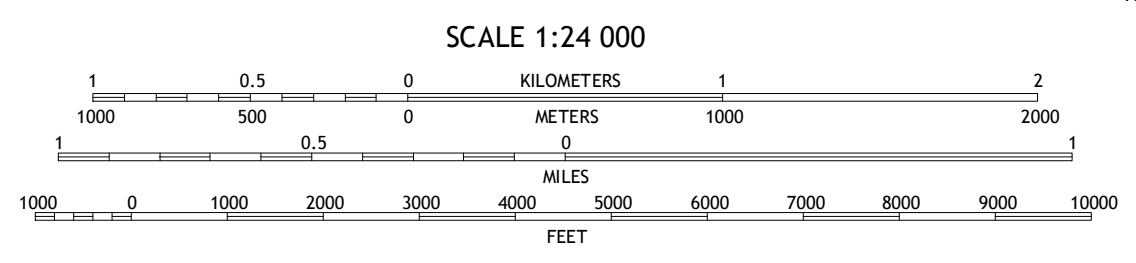 SCALE 1:24 000
1 0.5 0 KILOMETERS 1 2
1000 500 0 METERS 1000 2000
1 0.5 0 1
MILES
1000 0 1000 2000 3000 4000 5000 6000 7000 8000 9000 10000
FEET